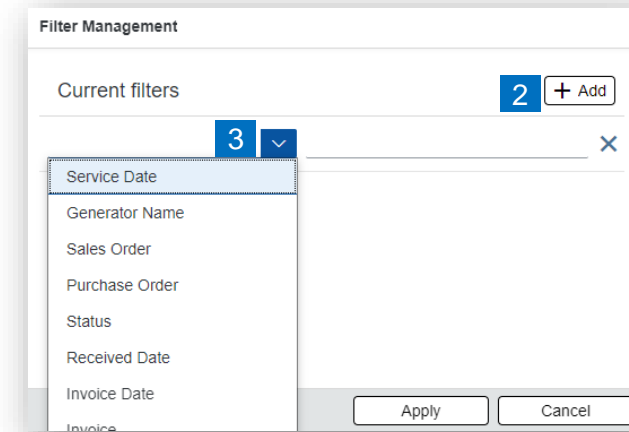 Filter Management
Current filters
2 + Add
3
Service Date
Generator Name
Sales Order
Purchase Order
Status
Received Date
Invoice Date
Invoice
Apply Cancel